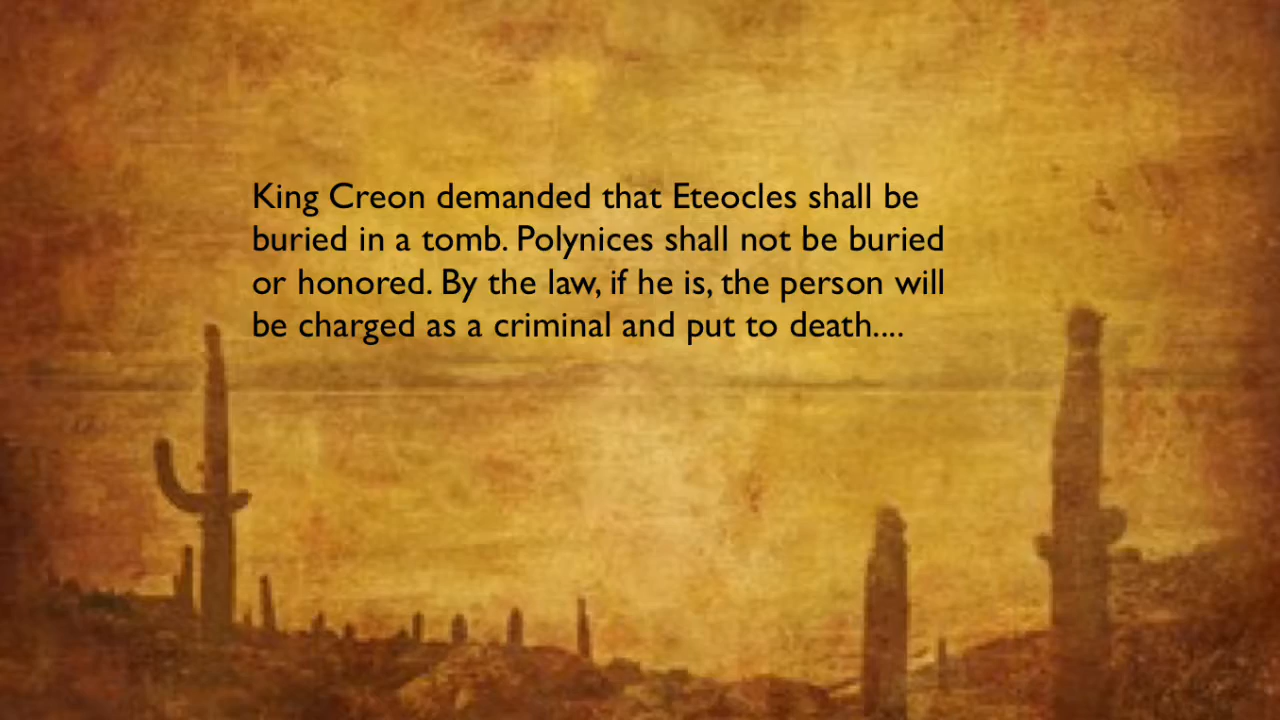 King Creon demanded that Eteocles shall be
buried in a tomb. Polynices shall not be buried
or honored. By the law, if he is, the person will
be charged as a criminal and put to death....